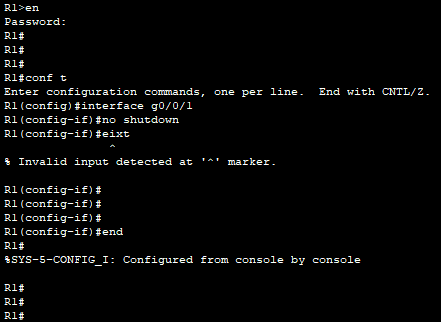 R1>en
Password:
R1#
R1#
R1#
R1#conf t
Enter configuration commands, one per line.  End with CNTL/Z.
R1(config)#interface g0/0/1
R1(config-if)#no shutdown
R1(config-if)#eixt
^
% Invalid input detected at '^' marker.
R1(config-if)#
R1(config-if)#
R1(config-if)#
R1(config-if)#end
R1#
%SYS-5-CONFIG_I: Configured from console by console
R1#
R1#
R1#